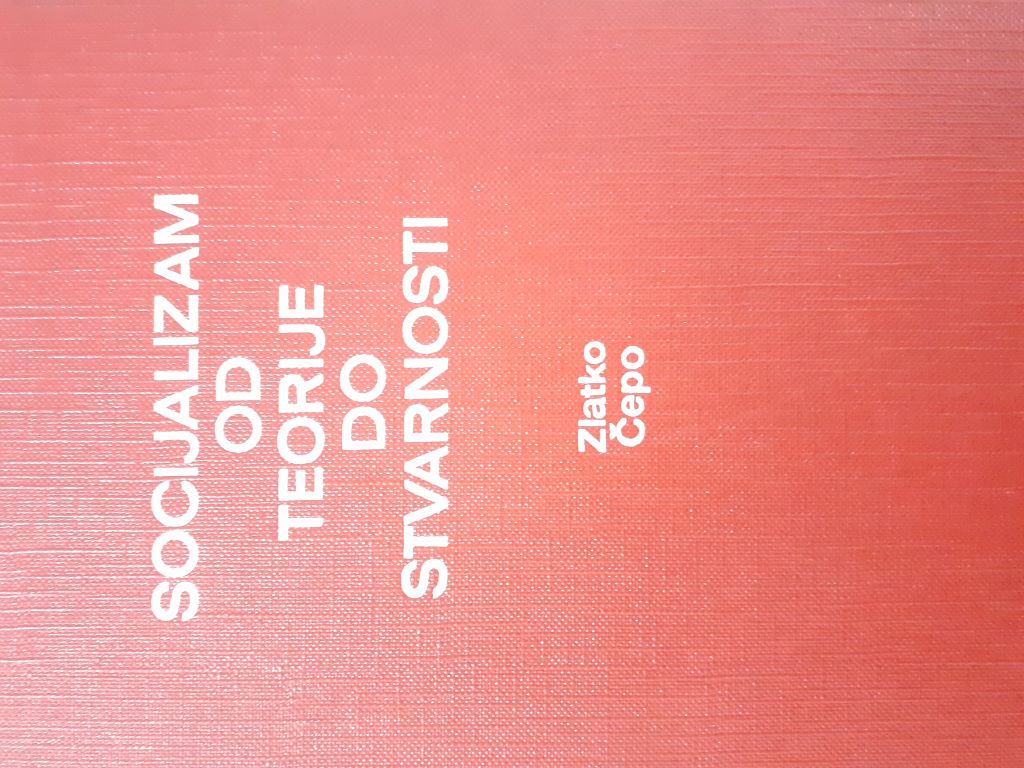 SOCIJALIZAM
OD
TEORIJE
DO
STVARNOSTI
Zlatko
Čepo